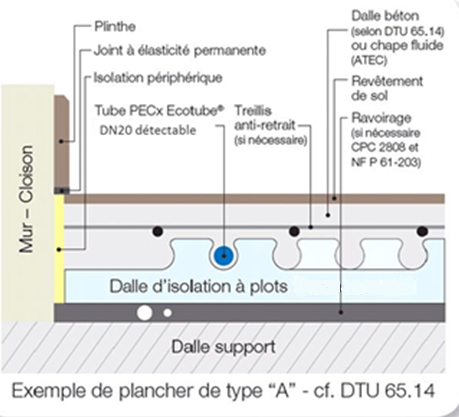 Plinthe
Joint à élasticité permanente
Isolation périphérique
Tube PECx Ecotube®
DN20 détectable
Treillis
anti-retrait
(si nécessaire)
Dalle béton
(selon DTU 65.14)
ou chape fluide
(ATEC)
Revêtement
de sol
Ravoirage
(si nécessaire
CPC 2808 et
NF P 61-203)
Mur – Cloison
Dalle d'isolation à plots
Dalle support
Exemple de plancher de type “A” - cf. DTU 65.14